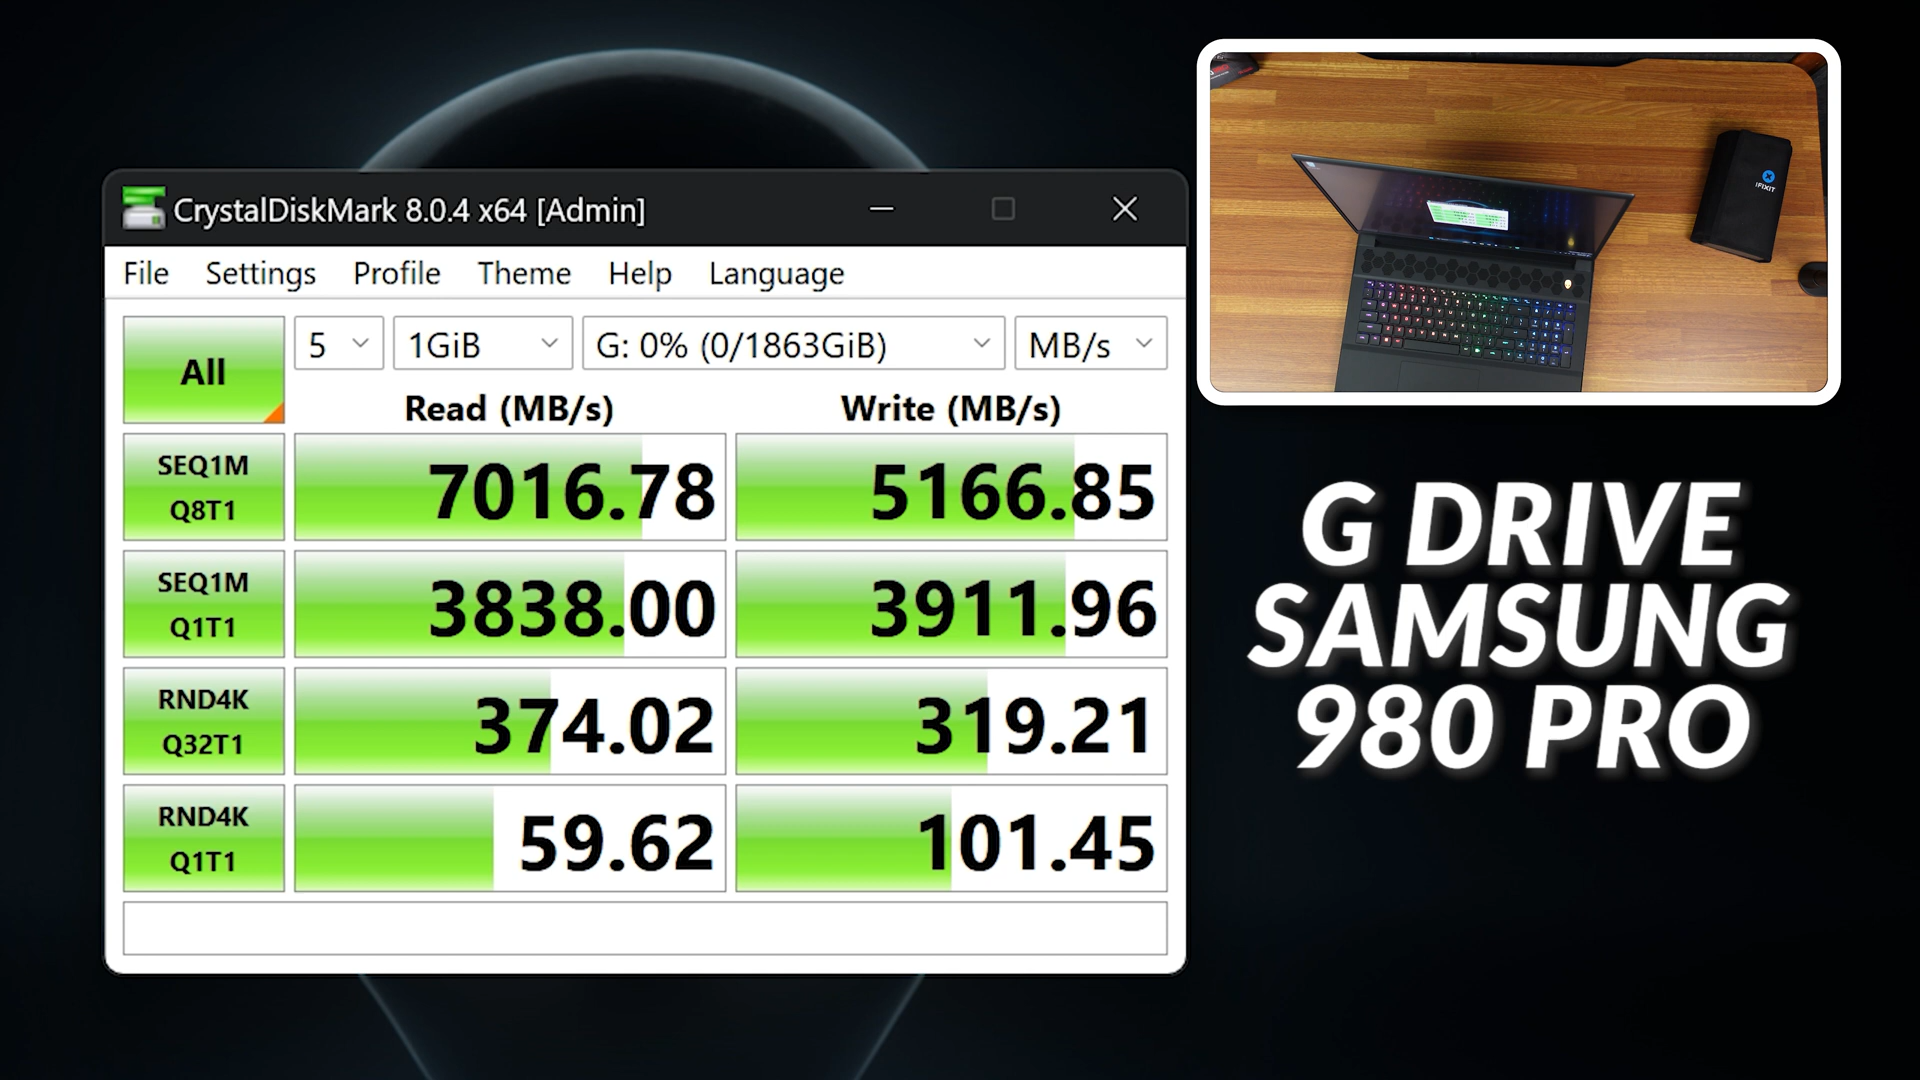 CrystalDiskMark 8.0.4 x64 [Admin]
File Settings Profile Theme Help Language
All 5 1GiB G: 0% (0/1863GiB) MB/s
Read (MB/s) Write (MB/s)
SEQ1M
Q8T1
7016.78 5166.85
SEQ1M
Q1T1
3838.00 3911.96
RND4K
Q32T1
374.02 319.21
RND4K
Q1T1
59.62 101.45
IFIXIT
G DRIVE
SAMSUNG
980 PRO